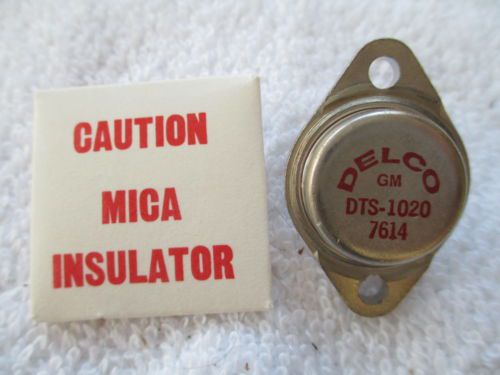 CAUTION
MICA
INSULATOR
DELCO
GM
DTS-1020
7614